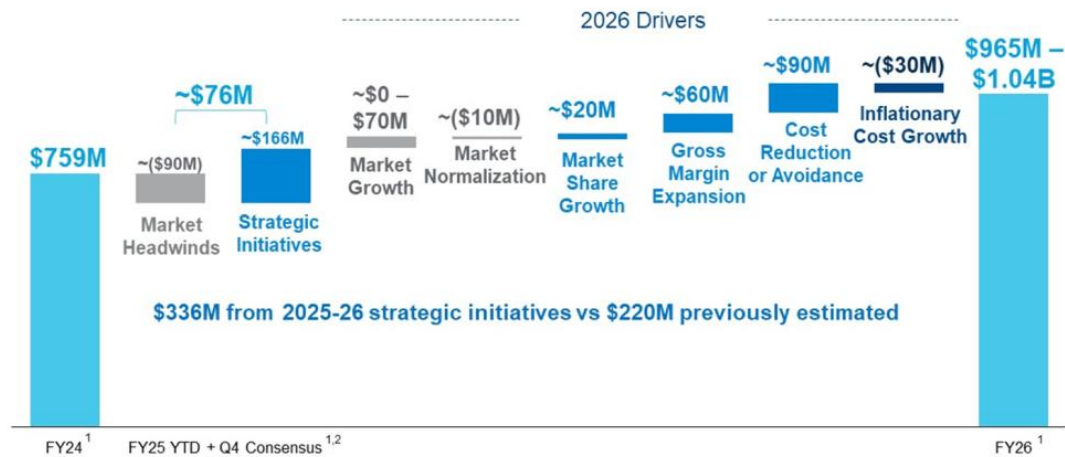 2026 Drivers
$759M
~$76M
~($90M)
Market
Headwinds
~$166M
Strategic
Initiatives
~$0 –
$70M
Market
Growth
~($10M)
Market
Normalization
~$20M
Market
Share
Growth
~$60M
Gross
Margin
Expansion
~$90M
Cost
Reduction
or Avoidance
~($30M)
Inflationary
Cost Growth
$965M –
$1.04B
$336M from 2025-26 strategic initiatives vs $220M previously estimated
FY24 1
FY25 YTD + Q4 Consensus 1,2
FY26 1